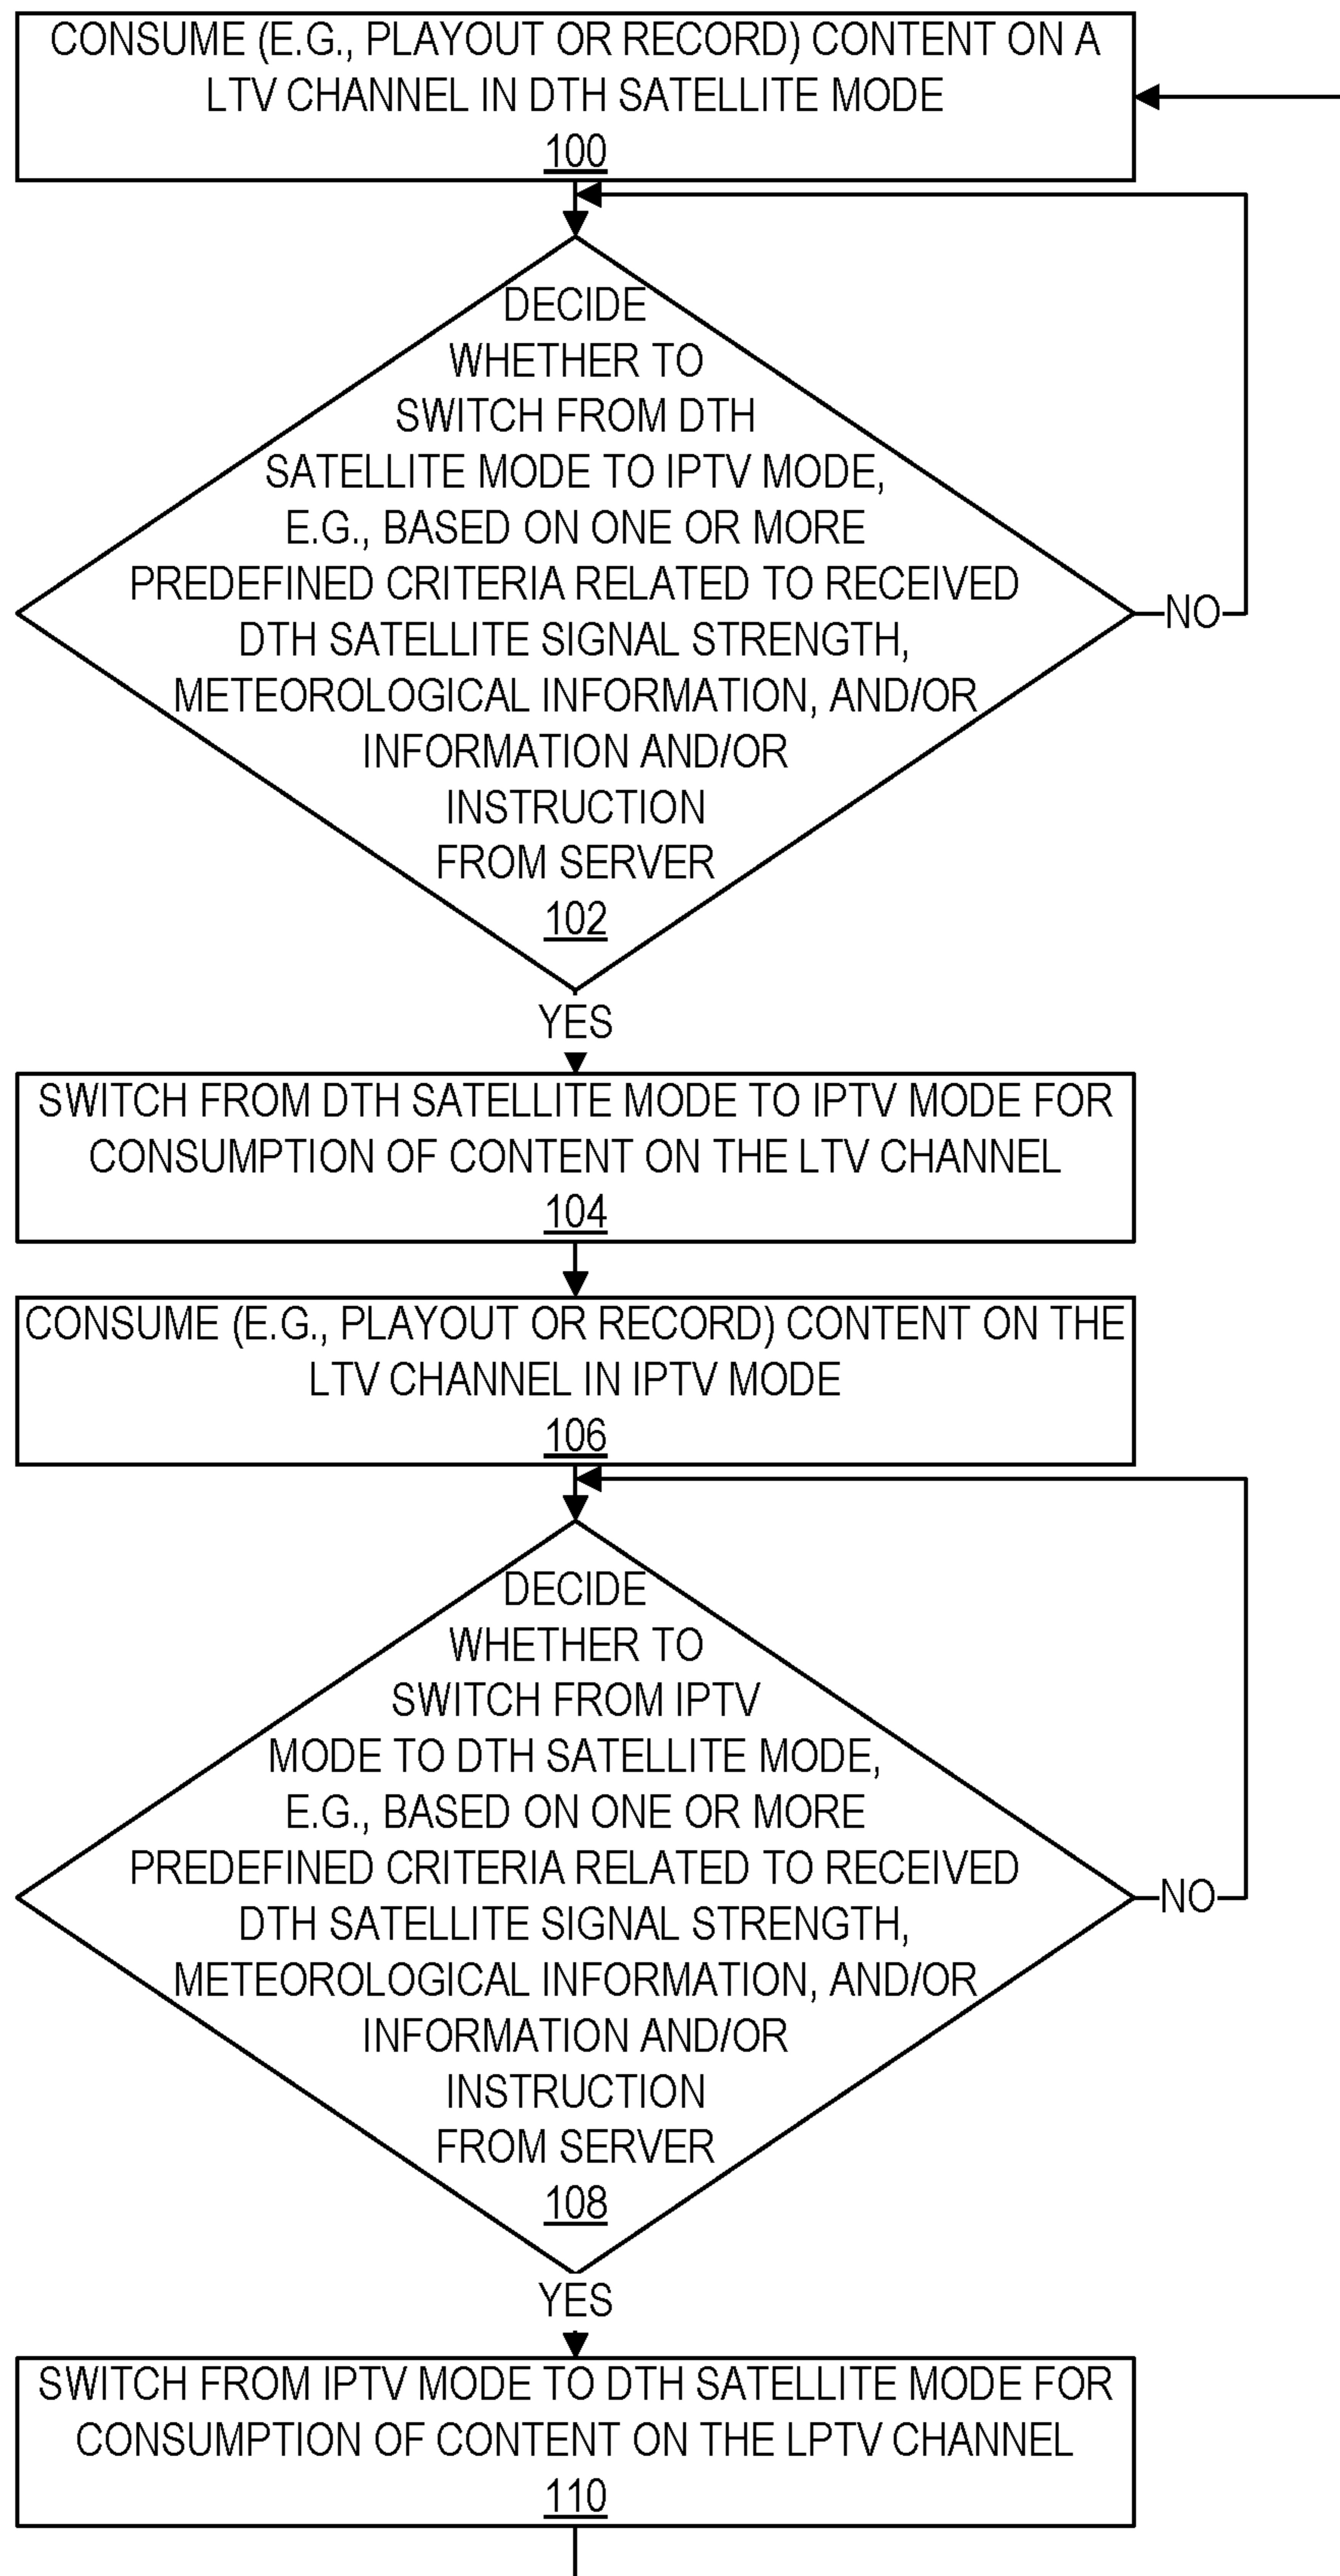 CONSUME (E.G., PLAYOUT OR RECORD) CONTENT ON A
LTV CHANNEL IN DTH SATELLITE MODE
100
DECIDE
WHETHER TO
SWITCH FROM DTH
SATELLITE MODE TO IPTV MODE,
E.G., BASED ON ONE OR MORE
PREDEFINED CRITERIA RELATED TO RECEIVED
DTH SATELLITE SIGNAL STRENGTH,
METEOROLOGICAL INFORMATION, AND/OR
INFORMATION AND/OR
INSTRUCTION
FROM SERVER
102
NO
YES
SWITCH FROM DTH SATELLITE MODE TO IPTV MODE FOR
CONSUMPTION OF CONTENT ON THE LTV CHANNEL
104
CONSUME (E.G., PLAYOUT OR RECORD) CONTENT ON THE
LTV CHANNEL IN IPTV MODE
106
DECIDE
WHETHER TO
SWITCH FROM IPTV
MODE TO DTH SATELLITE MODE,
E.G., BASED ON ONE OR MORE
PREDEFINED CRITERIA RELATED TO RECEIVED
DTH SATELLITE SIGNAL STRENGTH,
METEOROLOGICAL INFORMATION, AND/OR
INFORMATION AND/OR
INSTRUCTION
FROM SERVER
108
NO
YES
SWITCH FROM IPTV MODE TO DTH SATELLITE MODE FOR
CONSUMPTION OF CONTENT ON THE LPTV CHANNEL
110